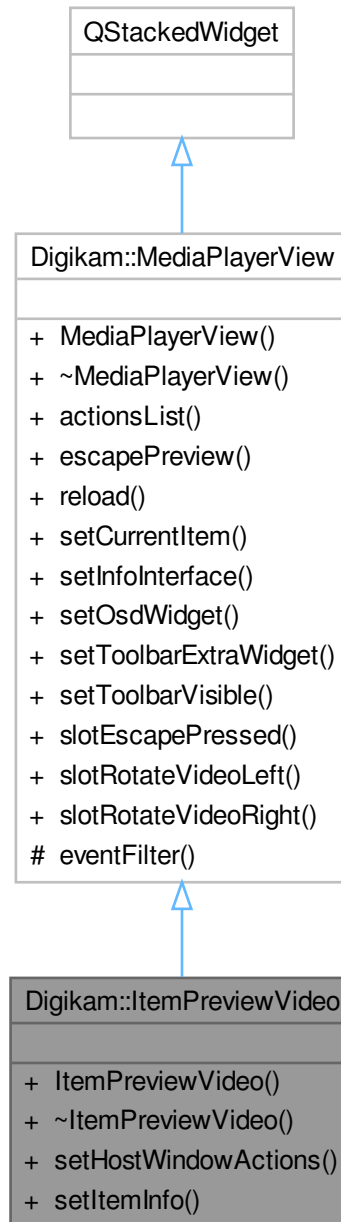 QStackedWidget
Digikam::MediaPlayerView
+ MediaPlayerView()
+ ~MediaPlayerView()
+ actionsList()
+ escapePreview()
+ reload()
+ setCurrentItem()
+ setInfoInterface()
+ setOsdWidget()
+ setToolbarExtraWidget()
+ setToolbarVisible()
+ slotEscapePressed()
+ slotRotateVideoLeft()
+ slotRotateVideoRight()
# eventFilter()
Digikam::ItemPreviewVideo
+ ItemPreviewVideo()
+ ~ItemPreviewVideo()
+ setHostWindowActions()
+ setItemInfo()